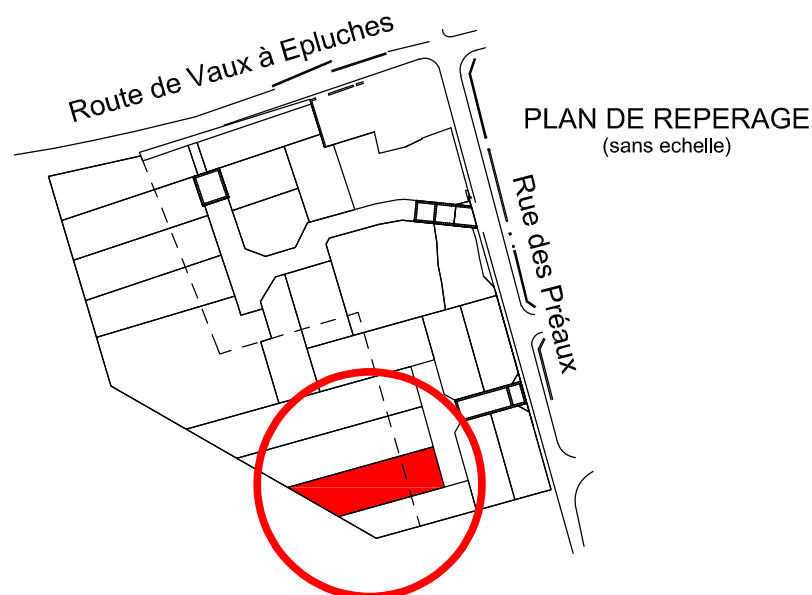 Route de Vaux à Epluches
PLAN DE REPERAGE
(sans echelle)
Rue des Préaux